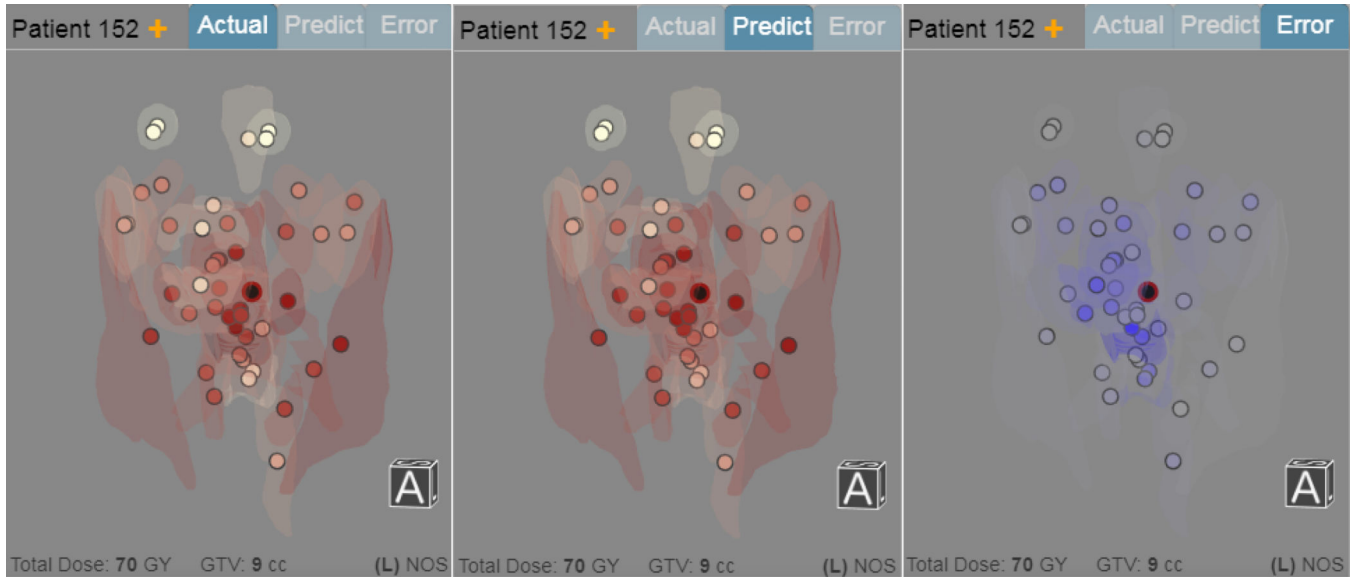 Patient 152 + Actual Predict Error
A
S
Total Dose: 70 GY GTV: 9 cc (L) NOS
Patient 152 + Actual Predict Error
A
S
Total Dose: 70 GY GTV: 9 cc (L) NOS
Patient 152 + Actual Predict Error
A
S
Total Dose: 70 GY GTV: 9 cc (L) NOS